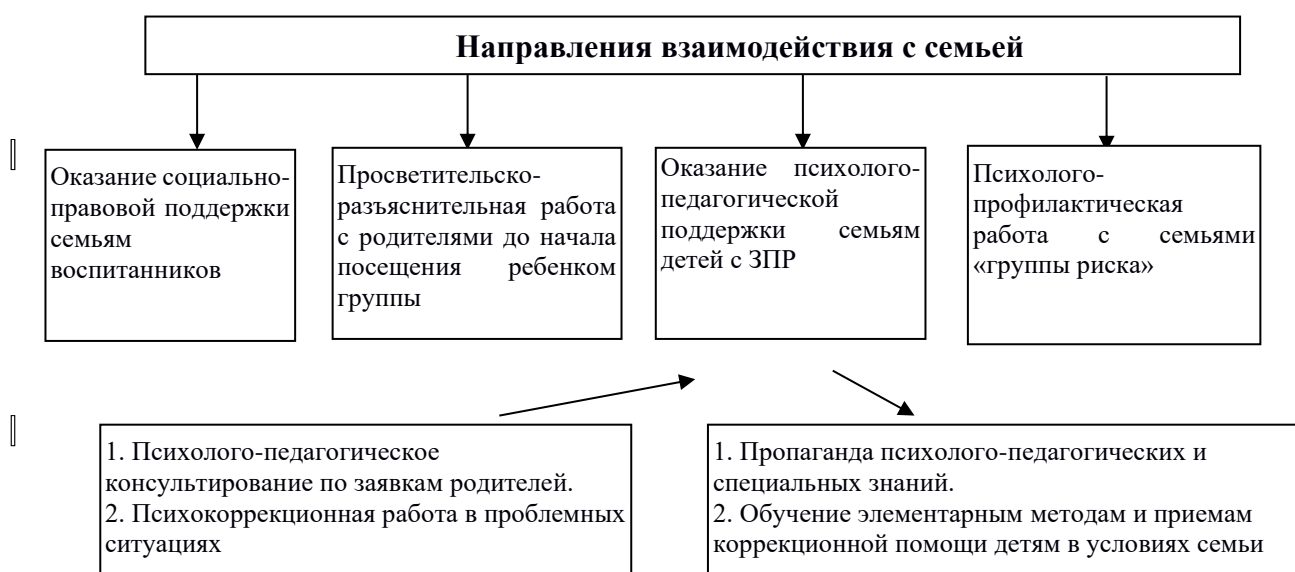 Направления взаимодействия с семьей
Оказание социально-
правовой поддержки
семьям
воспитанников
Просветительско-
разъяснительная работа
с родителями до начала
посещения ребенком
группы
Оказание психолого-
педагогической
поддержки семьям
детей с ЗПР
Психолого-
профилактическая
работа с семьями
«группы риска»
1. Психолого-педагогическое
консультирование по заявкам родителей.
2. Психокоррекционная работа в проблемных
ситуациях
1. Пропаганда психолого-педагогических и
специальных знаний.
2. Обучение элементарным методам и приемам
коррекционной помощи детям в условиях семьи